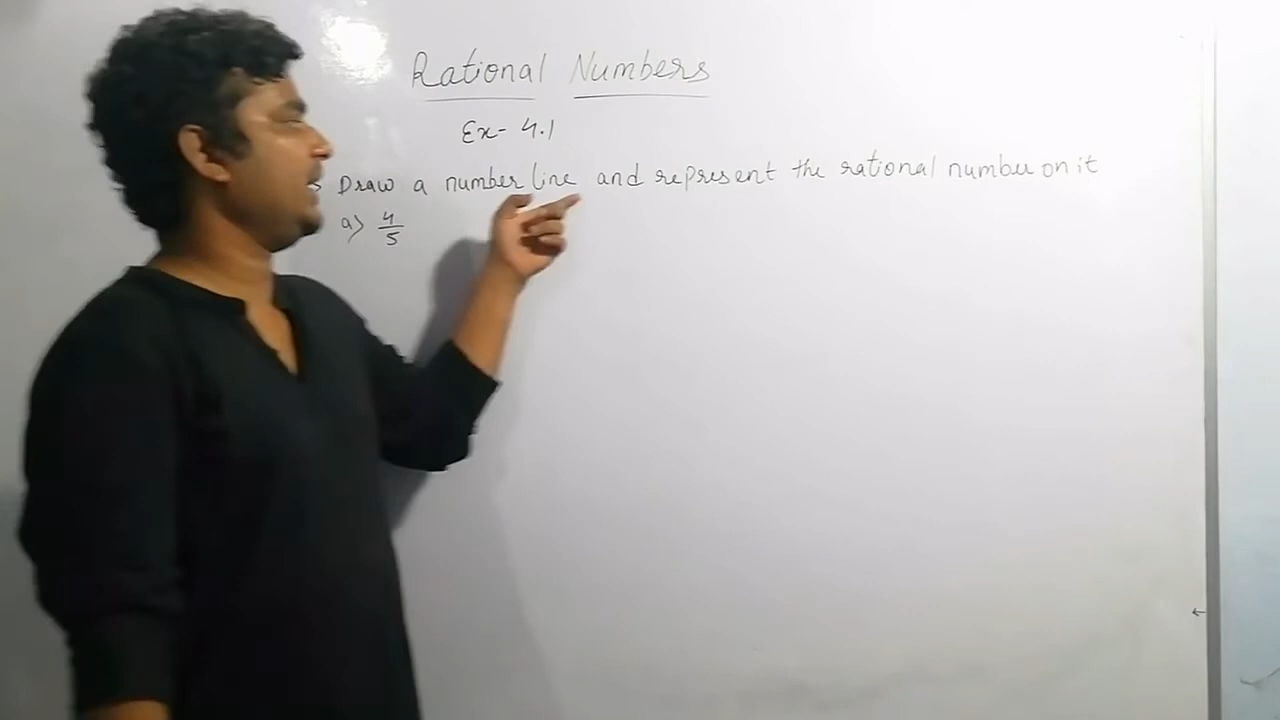 Rational Numbers
Ex- 4.1
Draw a number line and represent the rational number on it
a) 4/5